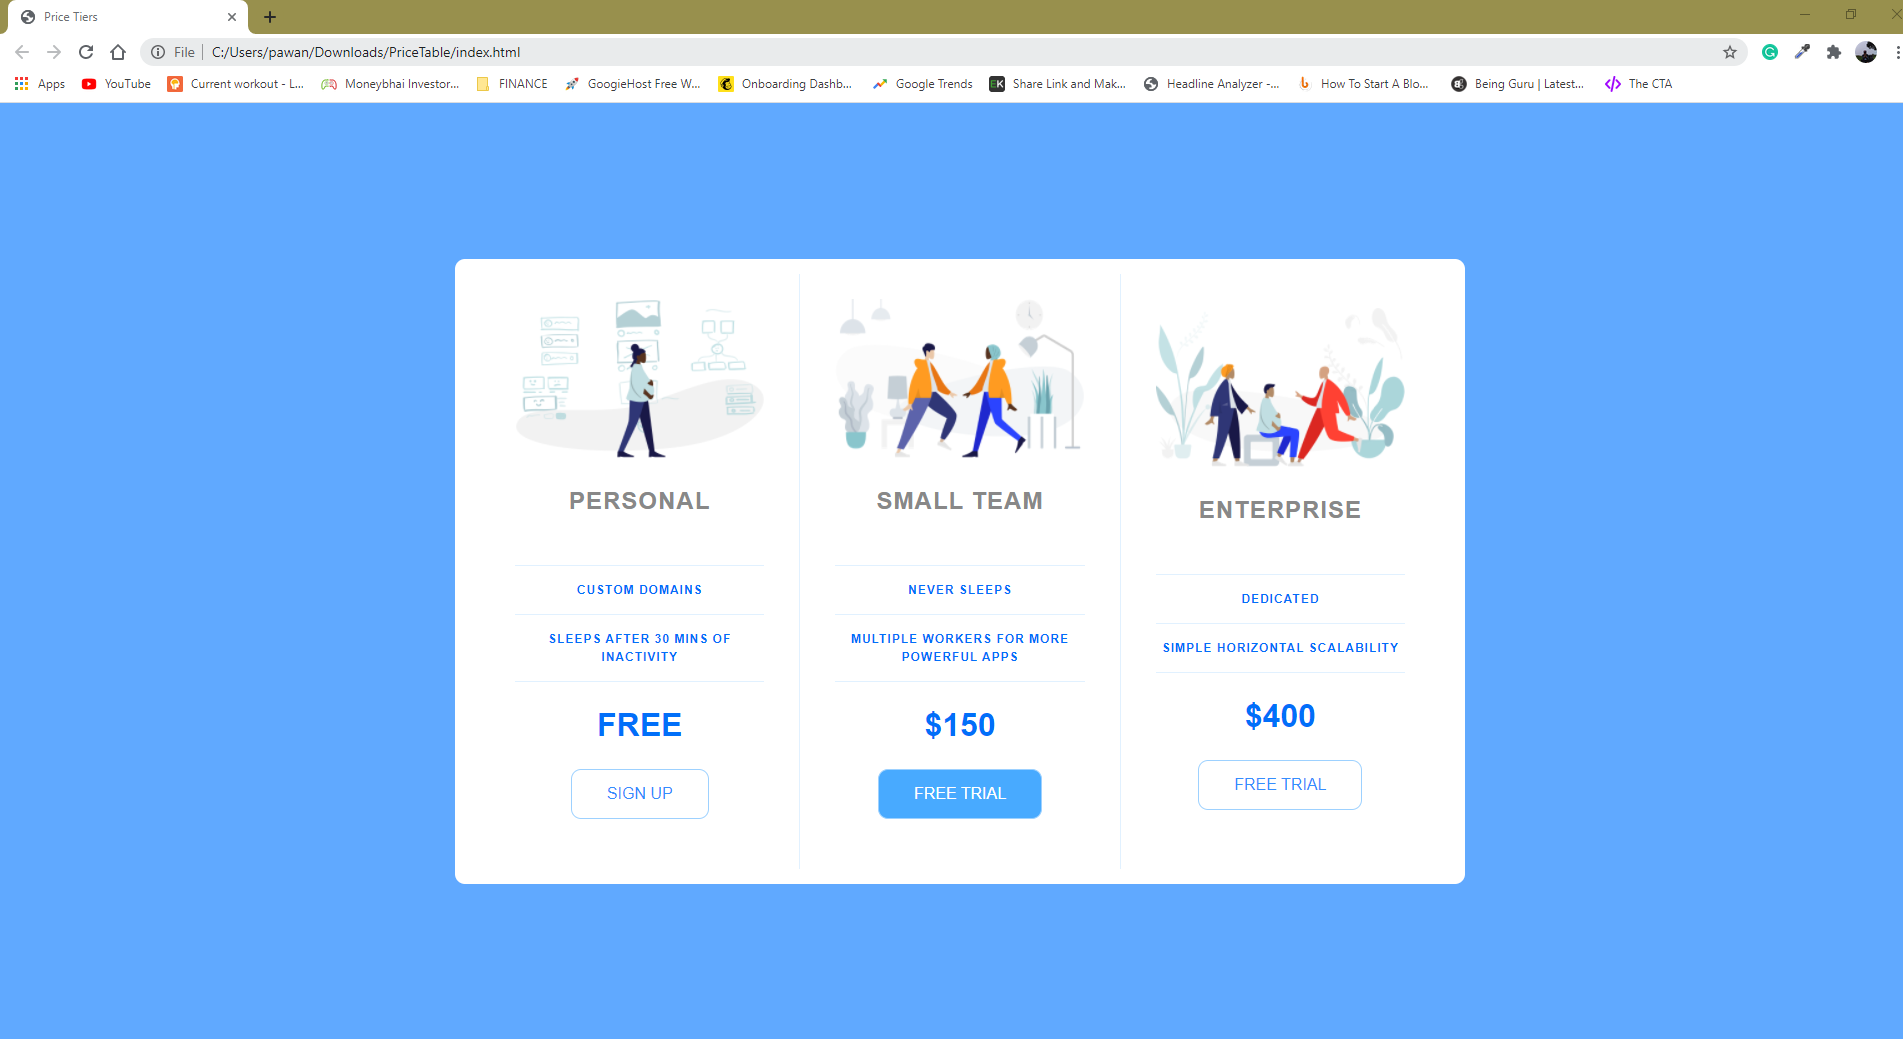 Price Tiers
File
C:/Users/pawan/Downloads/PriceTable/index.html
Apps
YouTube
Current workout - L...
Moneybhai Investor...
FINANCE
GoogieHost Free W...
Onboarding Dashb...
Google Trends
EK
Share Link and Mak...
Headline Analyzer -...
How To Start A Blo...
Being Guru | Latest...
The CTA
PERSONAL
CUSTOM DOMAINS
SLEEPS AFTER 30 MINS OF
INACTIVITY
FREE
SIGN UP
SMALL TEAM
NEVER SLEEPS
MULTIPLE WORKERS FOR MORE
POWERFUL APPS
$150
FREE TRIAL
ENTERPRISE
DEDICATED
SIMPLE HORIZONTAL SCALABILITY
$400
FREE TRIAL